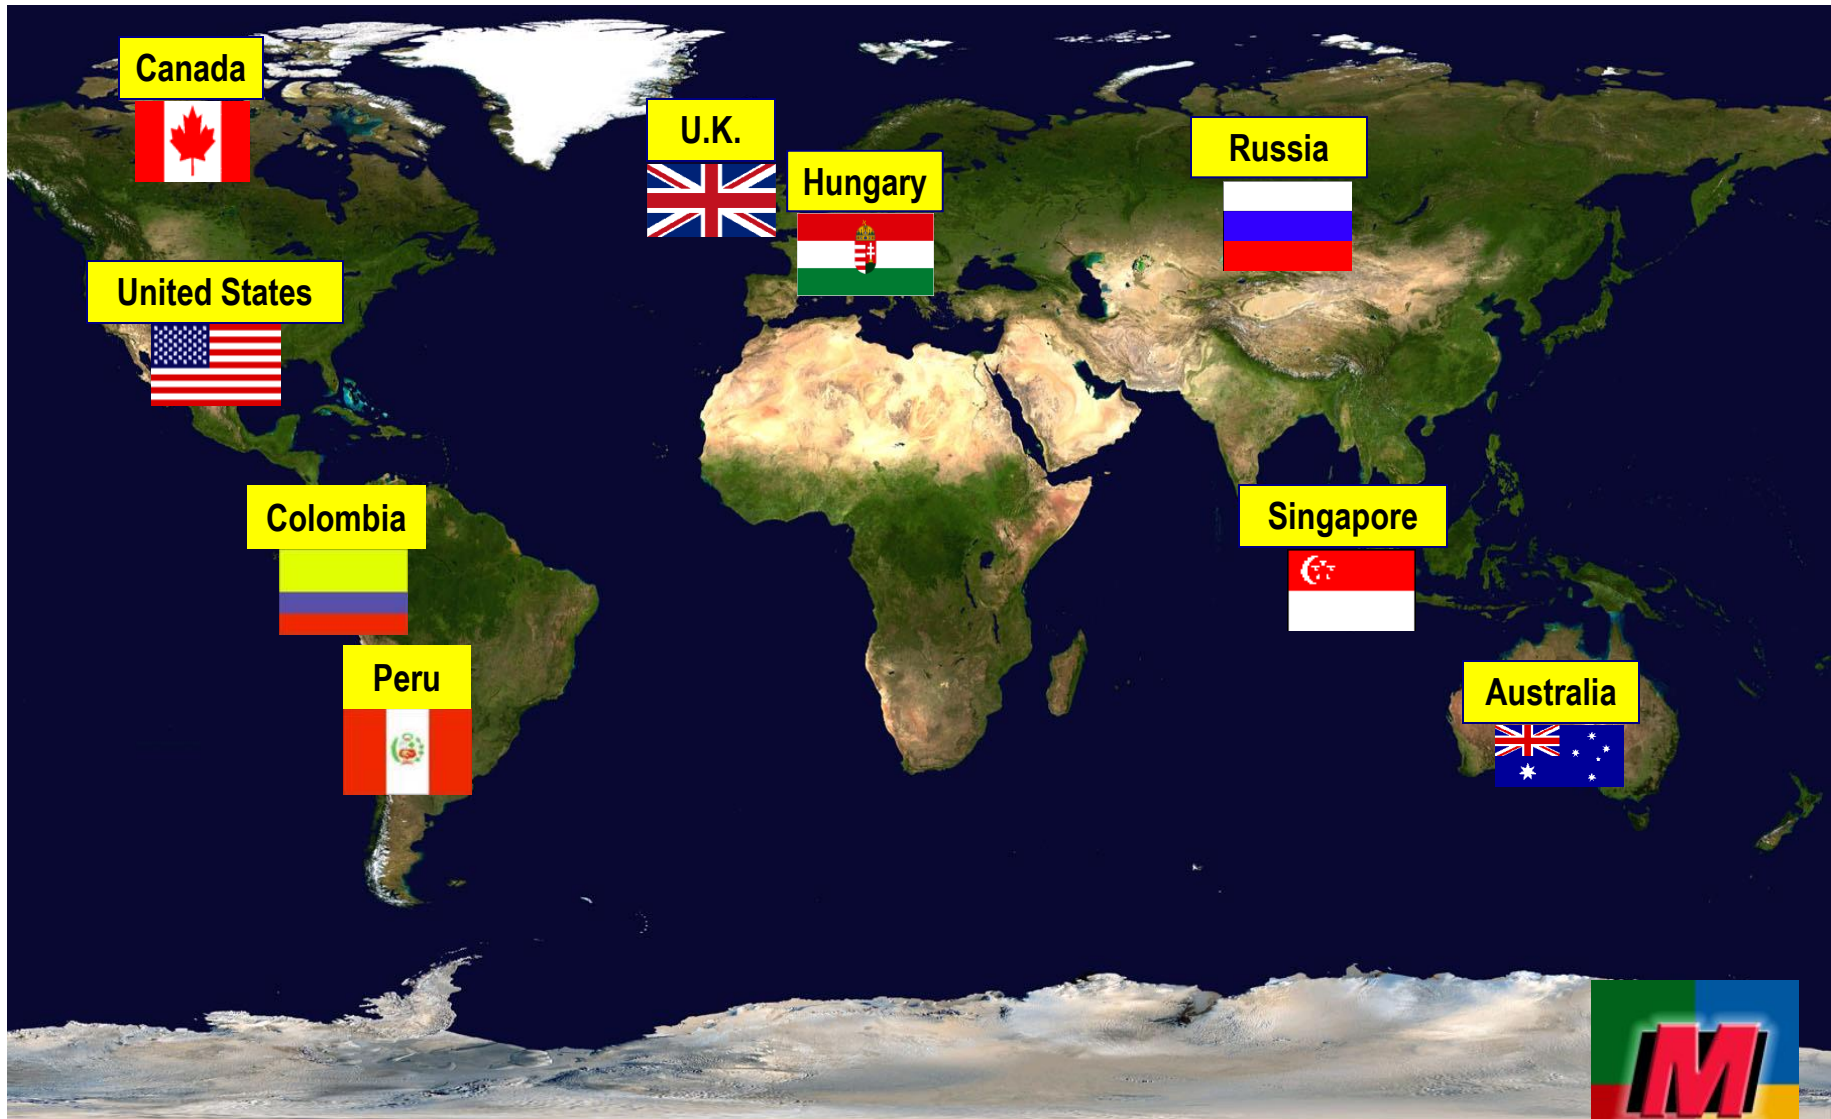 Canada
U.K.
Russia
Hungary
United States
Colombia
Singapore
Peru
Australia
M